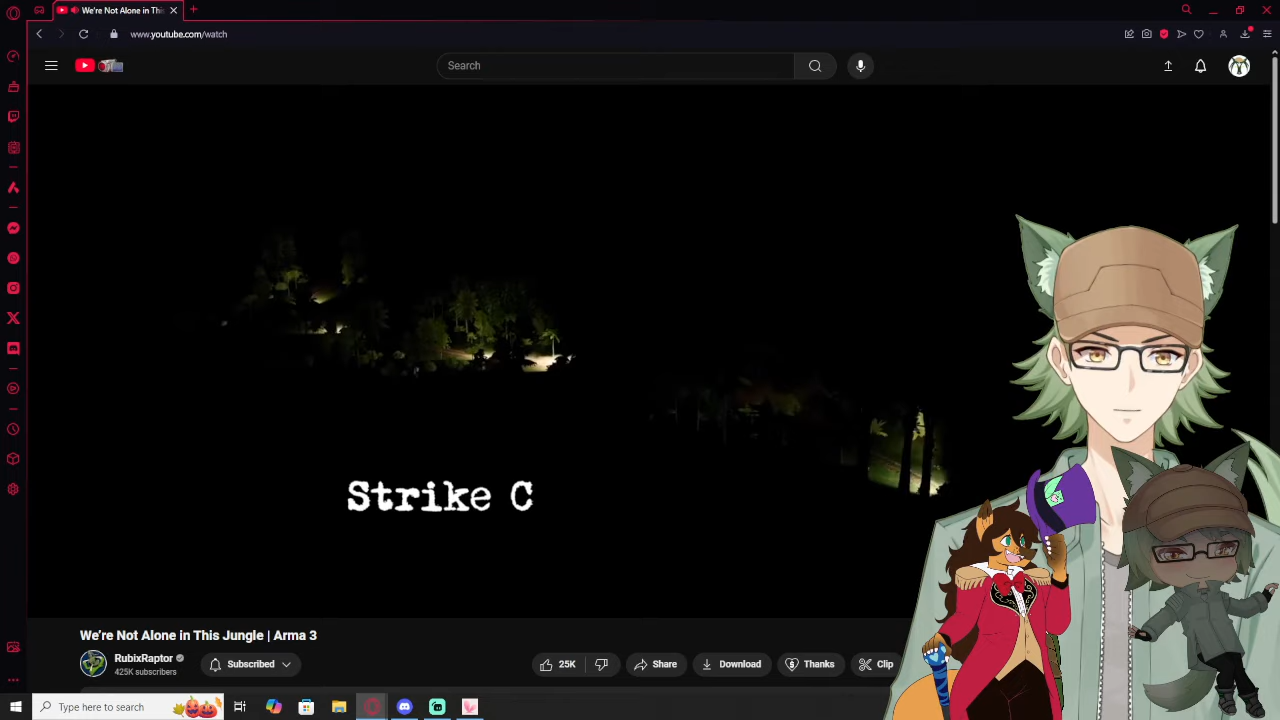 We're Not Alone in Thi
www.youtube.com/watch
Search
Strike C
We're Not Alone in This Jungle | Arma 3
RubixRaptor
425K subscribers
Subscribed
25K
Share
Download
Thanks
Clip
Type here to search